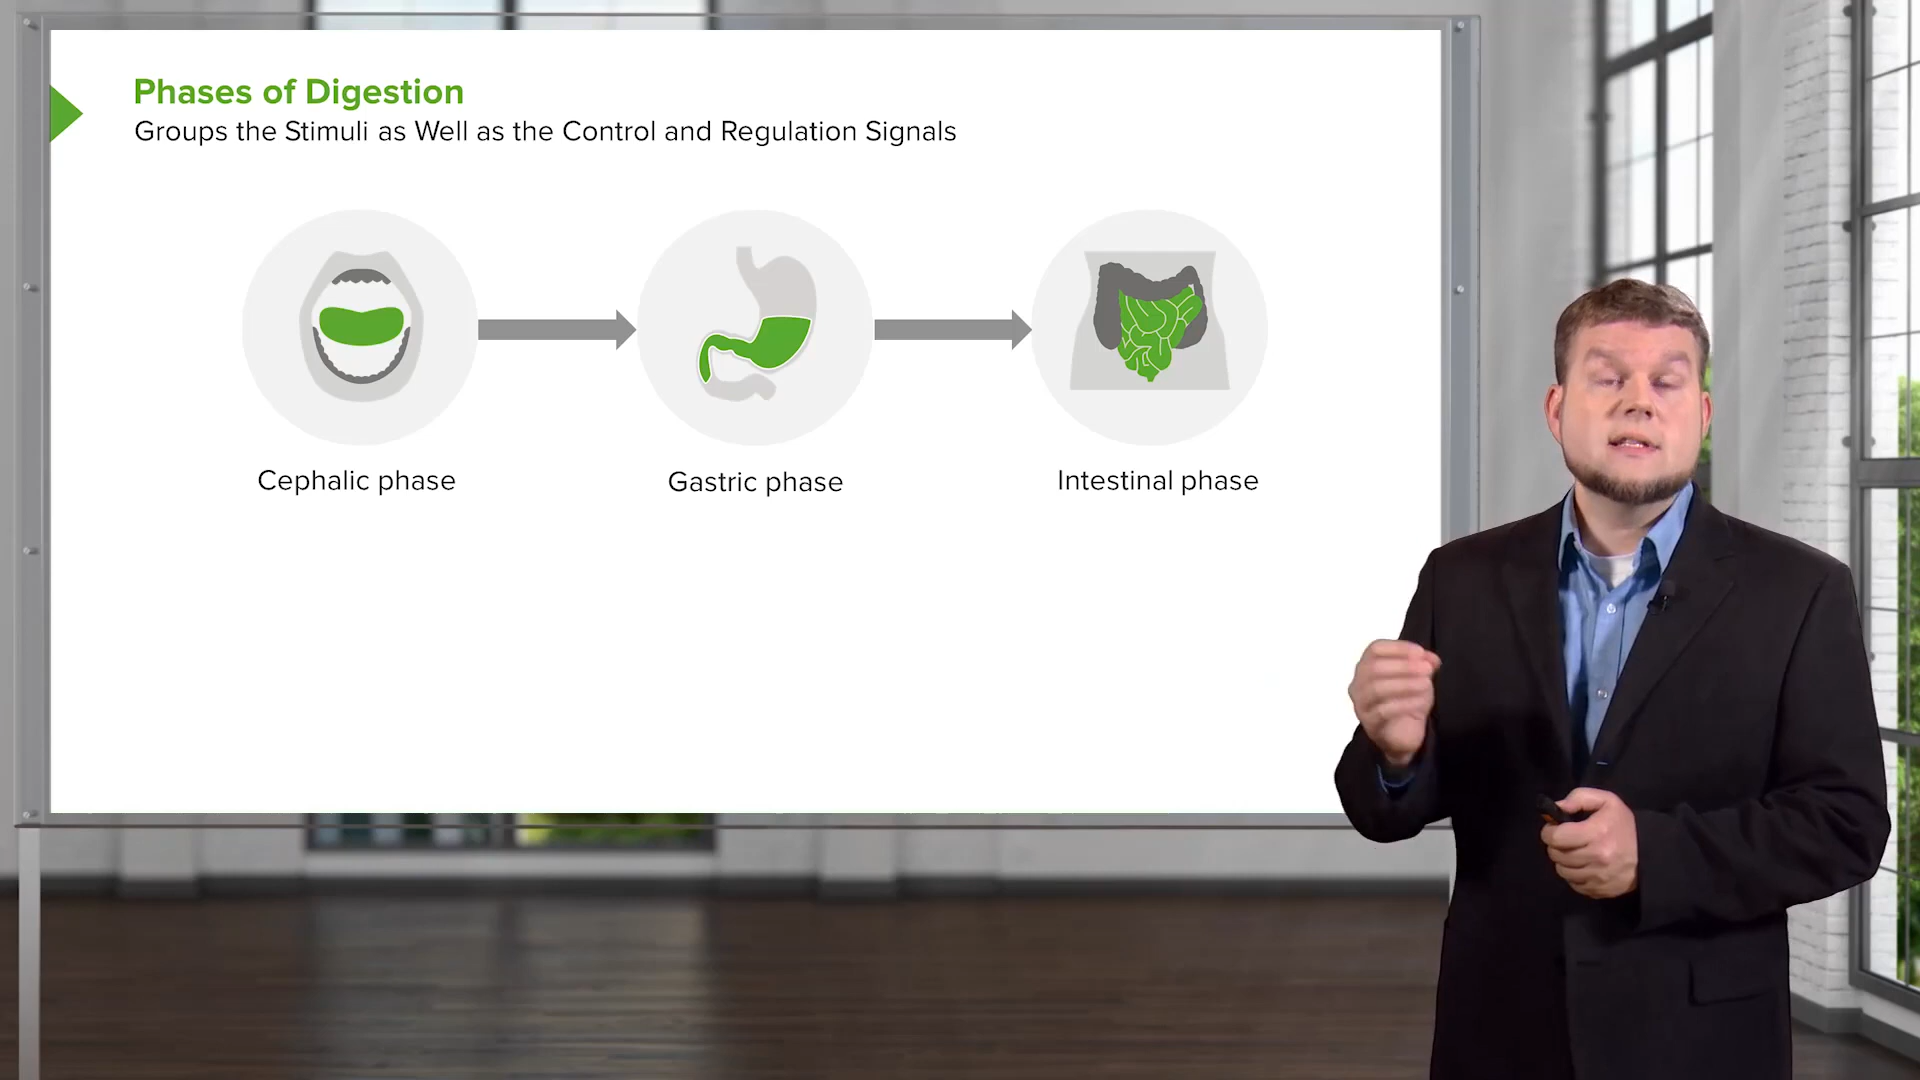 Phases of Digestion
Groups the Stimuli as Well as the Control and Regulation Signals
Cephalic phase
Gastric phase
Intestinal phase